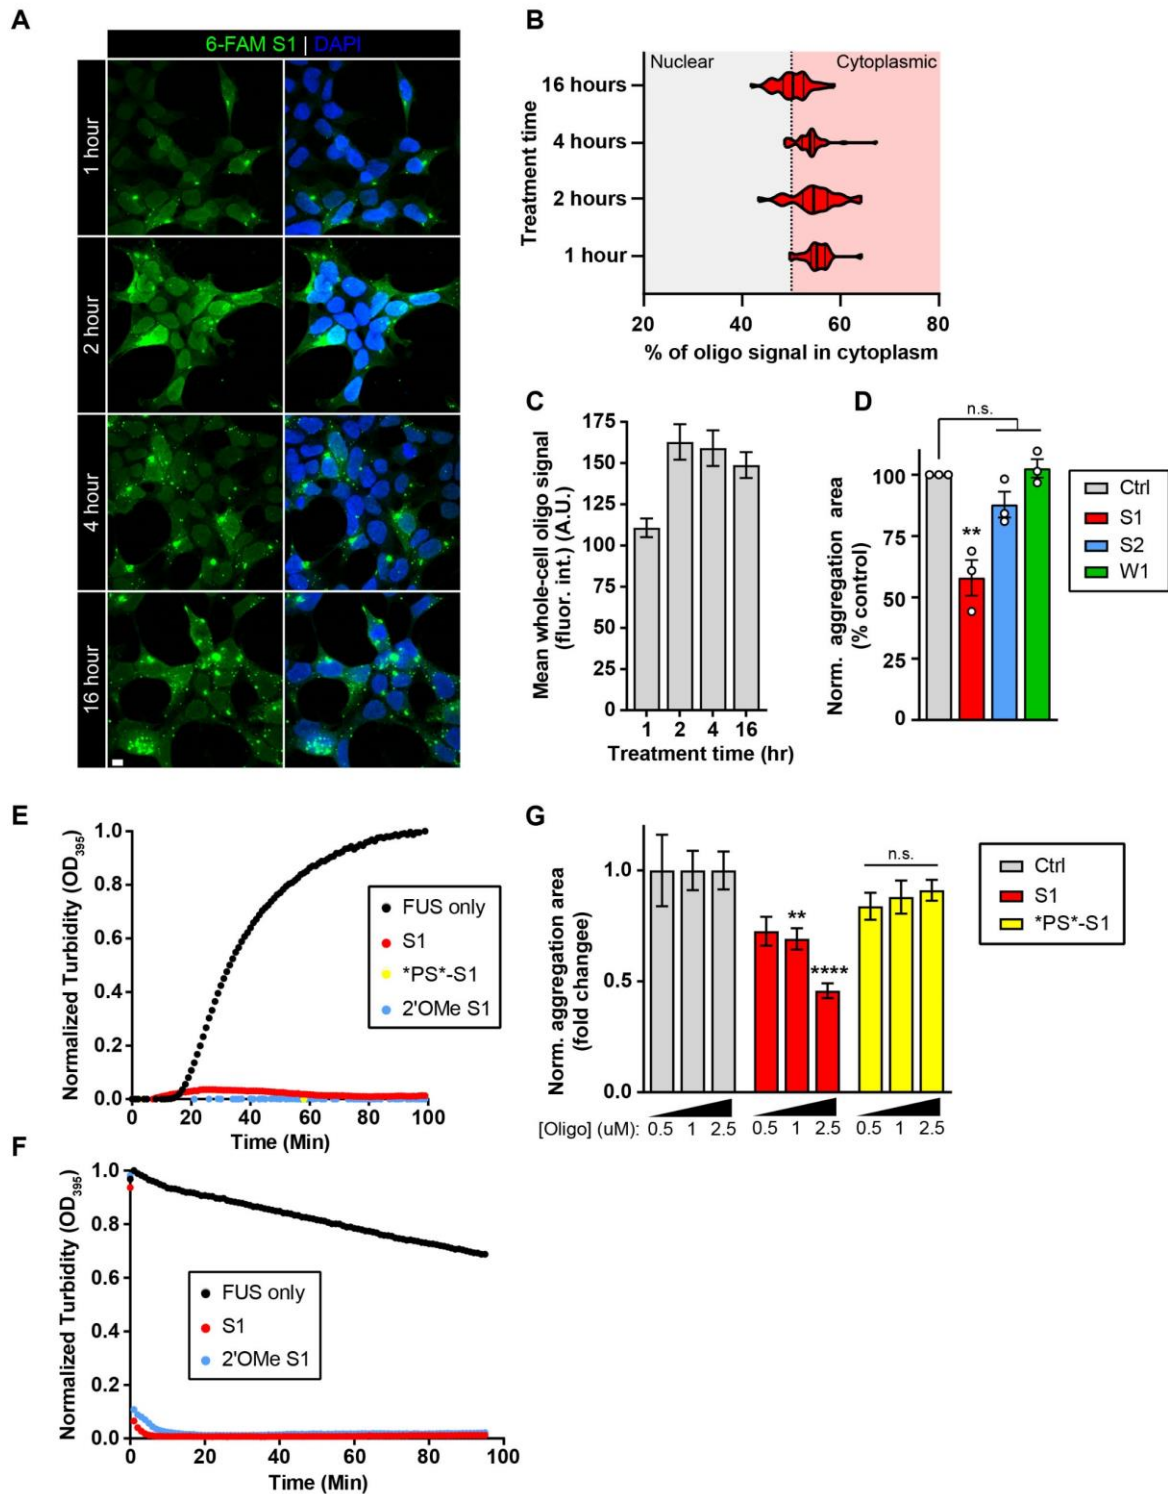 A
6-FAM S1 | DAPI
1 hour
2 hour
4 hour
16 hour
B
Nuclear
Cytoplasmic
Treatment time
16 hours
4 hours
2 hours
1 hour
20 40 60 80
% of oligo signal in cytoplasm
C
Mean whole-cell oligo signal
(fluor. int.) (A.U.)
175
150
125
100
75
50
25
0
1 2 4 16
Treatment time (hr)
D
n.s.
Norm. aggregation area
(% control)
100
75
50
25
0
**
Ctrl
S1
S2
W1
E
Normalized Turbidity (OD395)
1.0
0.8
0.6
0.4
0.2
0.0
0 20 40 60 80 100
Time (Min)
FUS only
S1
*PS*-S1
2'OMe S1
F
Normalized Turbidity (OD395)
1.0
0.8
0.6
0.4
0.2
0.0
0 20 40 60 80 100
Time (Min)
FUS only
S1
2'OMe S1
G
Norm. aggregation area
(fold changee)
1.0
0.5
0.0
**
****
n.s.
[Oligo] (uM): 0.5 1 2.5 0.5 1 2.5 0.5 1 2.5
Ctrl
S1
*PS*-S1